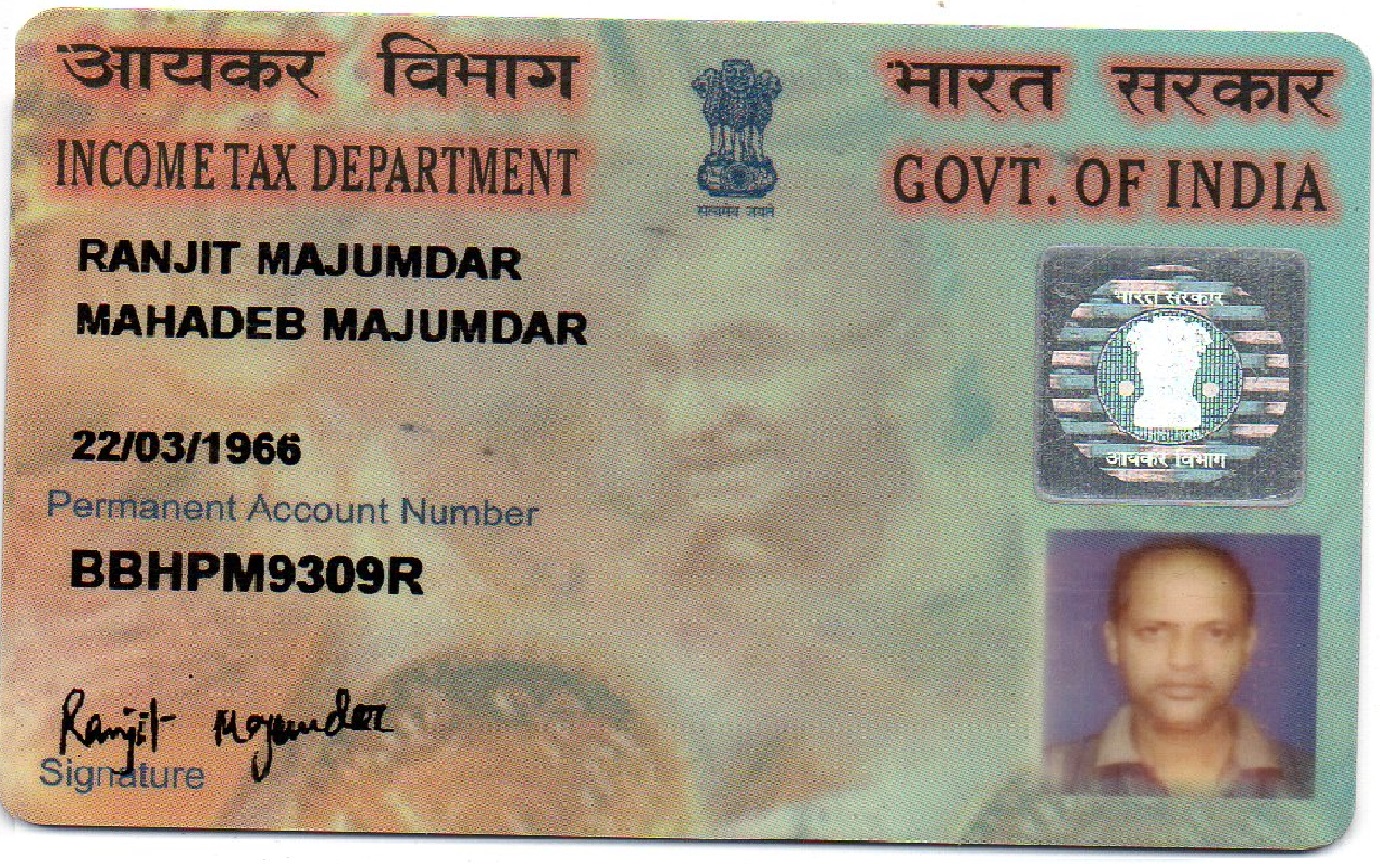 आयकर विभाग
भारत सरकार
INCOME TAX DEPARTMENT
GOVT. OF INDIA
सत्यमेव जयते
RANJIT MAJUMDAR
MAHADEB MAJUMDAR
भारत सरकार
22/03/1966
आयकर विभाग
Permanent Account Number
BBHPM9309R
Ranjit Majumdar
Signature